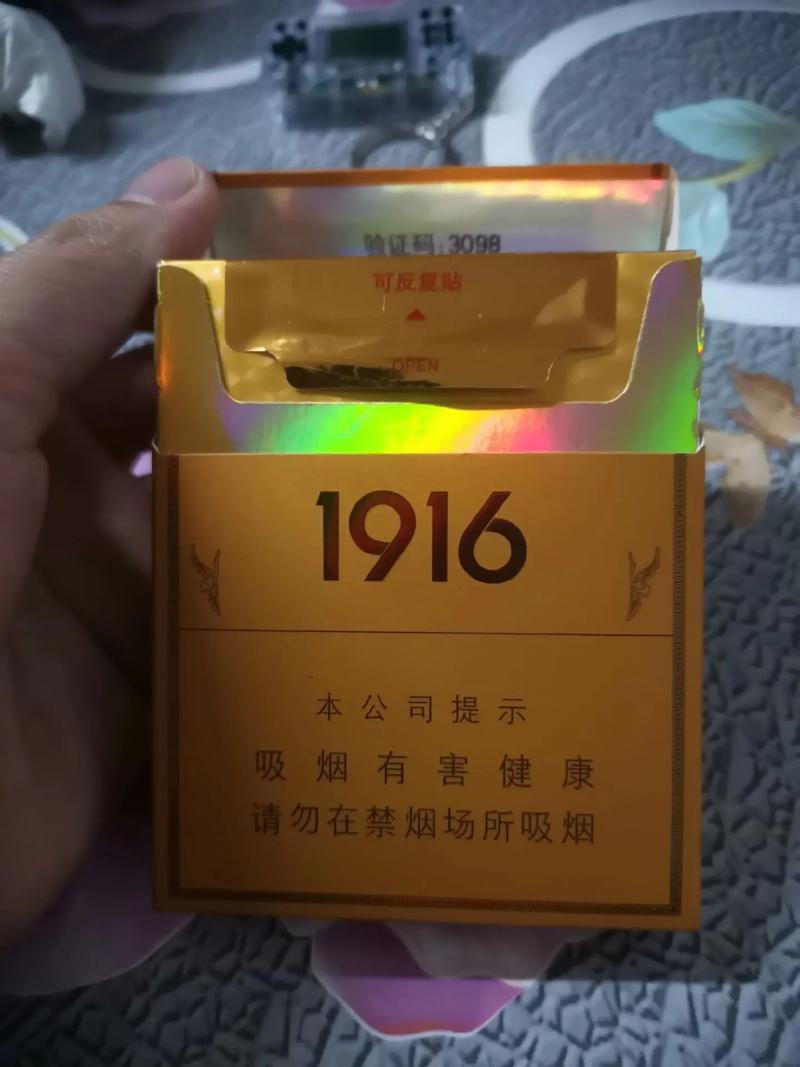 验证码:3098
可反复贴
OPEN
1916
本公司提示
吸烟有害健康
请勿在禁烟场所吸烟